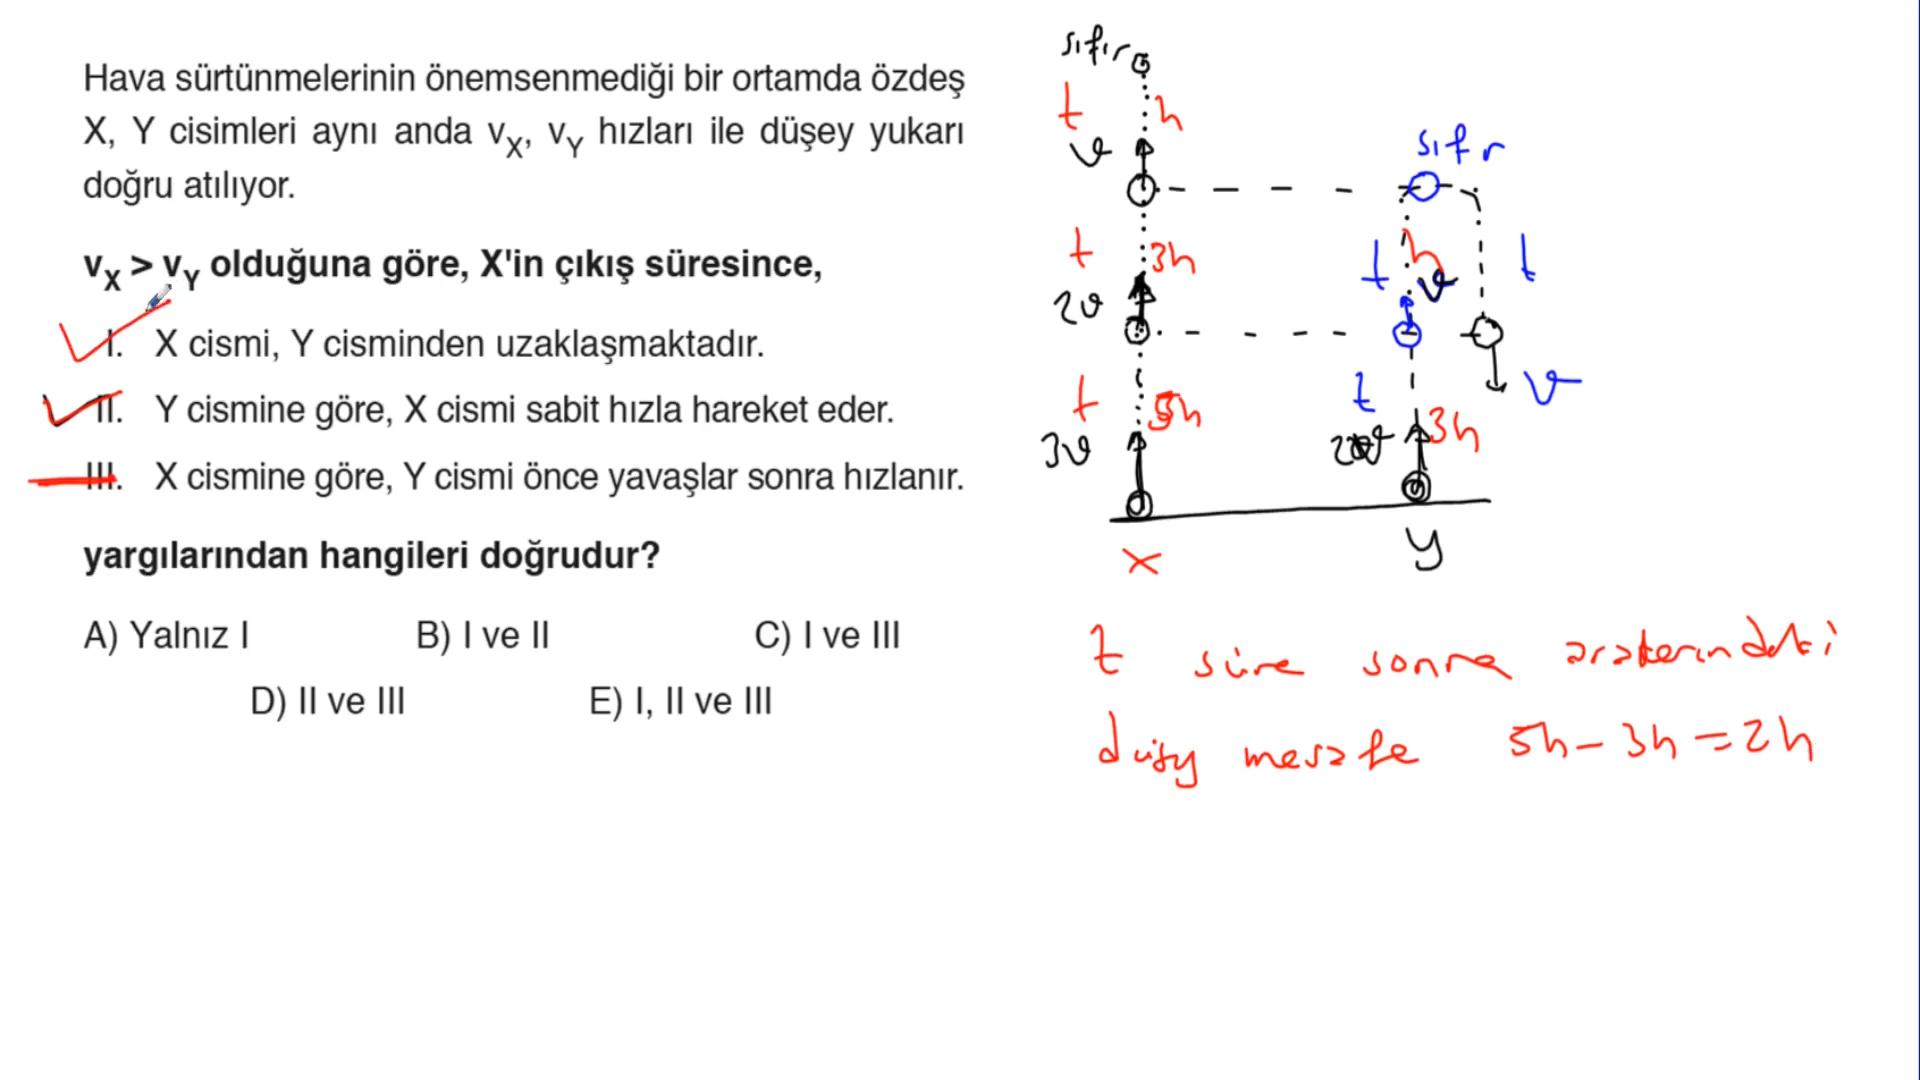 Hava sürtünmelerinin önemsenmediği bir ortamda özdeş
X, Y cisimleri aynı anda vX, vY hızları ile düşey yukarı
doğru atılıyor.
vX > vY olduğuna göre, X'in çıkış süresince,
I. X cismi, Y cisminden uzaklaşmaktadır.
II. Y cismine göre, X cismi sabit hızla hareket eder.
III. X cismine göre, Y cismi önce yavaşlar sonra hızlanır.
yargılarından hangileri doğrudur?
A) Yalnız I B) I ve II C) I ve III
D) II ve III E) I, II ve III
sıfır
t h
v
sıfır
t 3h
t h t
2v
v
t 5h
t v
3v
3h
x y
t süre sonra aralarındaki
düşey mesafe 5h - 3h = 2h